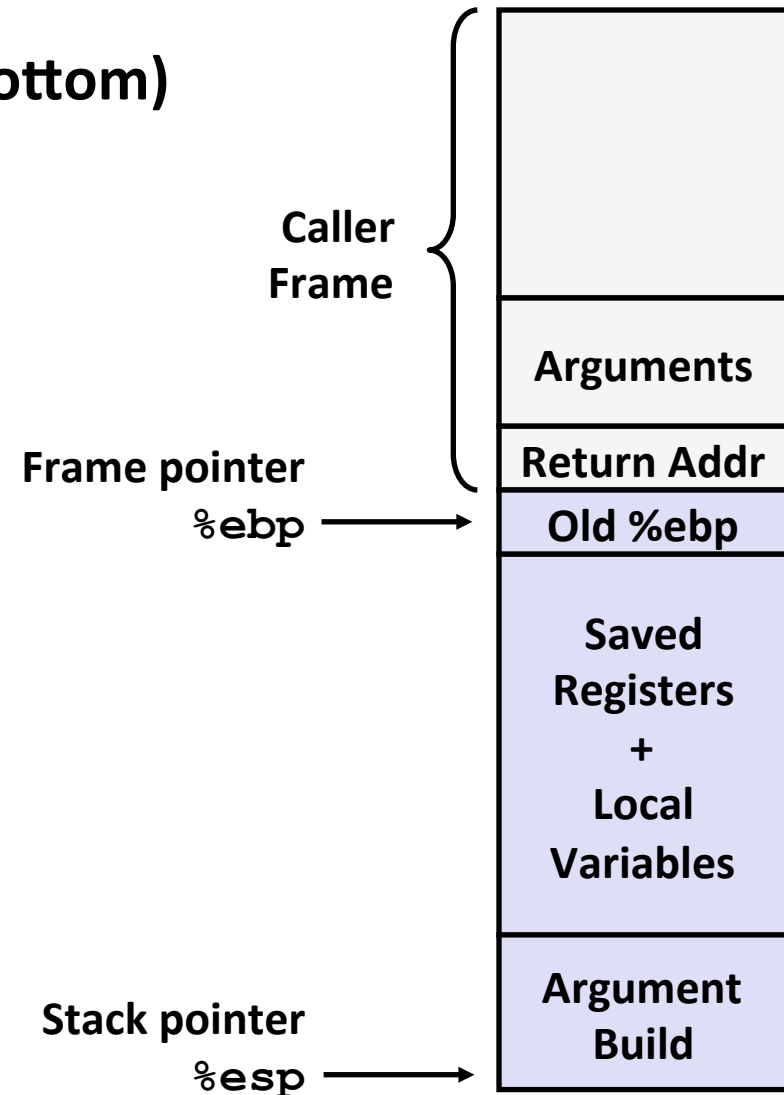 ottom)
Caller
Frame
Arguments
Return Addr
Frame pointer
%ebp
Old %ebp
Saved
Registers
+
Local
Variables
Argument
Build
Stack pointer
%esp